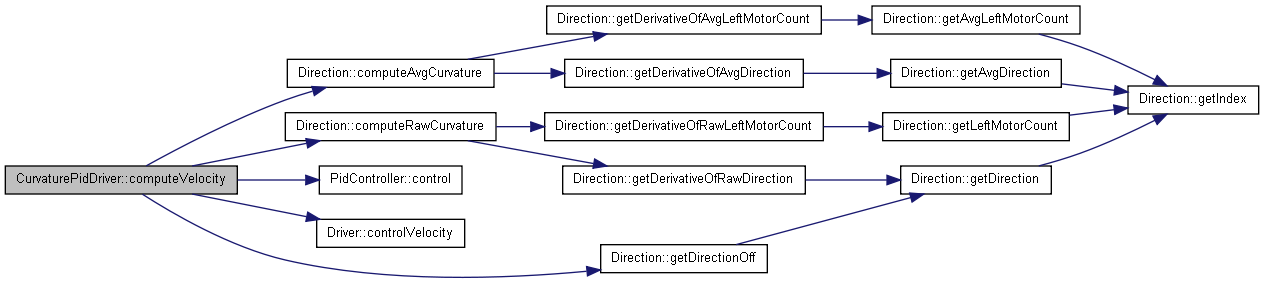 Direction::getDerivativeOfAvgLeftMotorCount
Direction::getAvgLeftMotorCount
Direction::computeAvgCurvature
Direction::getDerivativeOfAvgDirection
Direction::getAvgDirection
Direction::getIndex
Direction::computeRawCurvature
Direction::getDerivativeOfRawLeftMotorCount
Direction::getLeftMotorCount
CurvaturePidDriver::computeVelocity
PidController::control
Direction::getDerivativeOfRawDirection
Direction::getDirection
Driver::controlVelocity
Direction::getDirectionOff